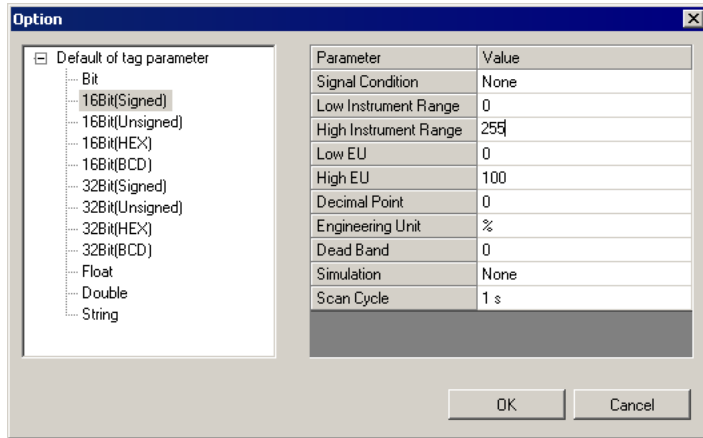 Option
Default of tag parameter
Bit
16Bit(Signed)
16Bit(Unsigned)
16Bit(HEX)
16Bit(BCD)
32Bit(Signed)
32Bit(Unsigned)
32Bit(HEX)
32Bit(BCD)
Float
Double
String
Parameter Value
Signal Condition None
Low Instrument Range 0
High Instrument Range 255
Low EU 0
High EU 100
Decimal Point 0
Engineering Unit %
Dead Band 0
Simulation None
Scan Cycle 1 s
OK Cancel